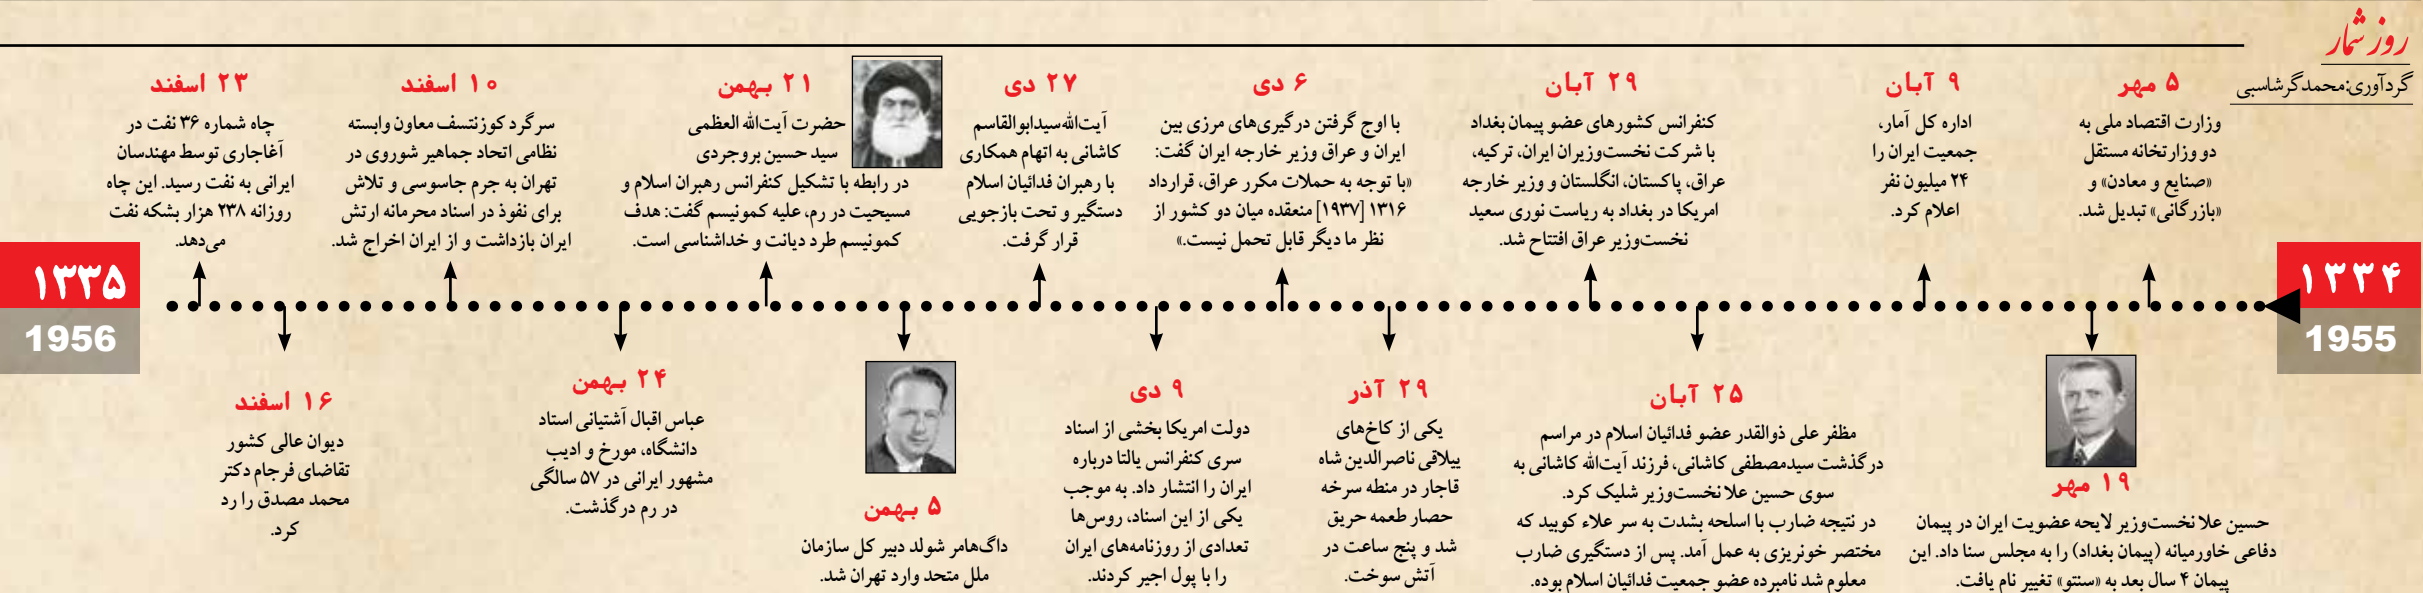 روز شمار
گردآوری:محمدگرشاسبی
۱۳۳۴
1955
۵ مهر
وزارت اقتصاد ملی به
دو وزارتخانه مستقل
«صنایع و معادن» و
«بازرگانی» تبدیل شد.
۱۹ مهر
حسین علا نخست‌وزیر لایحه عضویت ایران در پیمان
دفاعی خاورمیانه (پیمان بغداد) را به مجلس سنا داد. این
پیمان ۴ سال بعد به «سنتو» تغییر نام یافت.
۹ آبان
اداره کل آمار،
جمعیت ایران را
۲۴ میلیون نفر
اعلام کرد.
۲۵ آبان
مظفر علی ذوالقدر عضو فدائیان اسلام در مراسم
درگذشت سیدمصطفی کاشانی، فرزند آیت‌الله کاشانی به
سوی حسین علا نخست‌وزیر شلیک کرد.
در نتیجه ضارب با اسلحه بشدت به سر علاء کوبید که
مختصر خونریزی به عمل آمد. پس از دستگیری ضارب
معلوم شد نامبرده عضو جمعیت فدائیان اسلام بوده.
۲۹ آبان
کنفرانس کشورهای عضو پیمان بغداد
با شرکت نخست‌وزیران ایران، ترکیه،
عراق، پاکستان، انگلستان و وزیر خارجه
امریکا در بغداد به ریاست نوری سعید
نخست‌وزیر عراق افتتاح شد.
۲۹ آذر
یکی از کاخ‌های
ییلاقی ناصرالدین شاه
قاجار در منطه سرخه
حصار طعمه حریق
شد و پنج ساعت در
آتش سوخت.
۶ دی
با اوج گرفتن درگیری‌های مرزی بین
ایران و عراق وزیر خارجه ایران گفت:
«با توجه به حملات مکرر عراق، قرارداد
۱۳۱۶ [۱۹۳۷] منعقده میان دو کشور از
نظر ما دیگر قابل تحمل نیست.»
۹ دی
دولت امریکا بخشی از اسناد
سری کنفرانس یالتا درباره
ایران را انتشار داد. به موجب
یکی از این اسناد، روس‌ها
تعدادی از روزنامه‌های ایران
را با پول اجیر کردند.
۲۷ دی
آیت‌الله‌سیدابوالقاسم
کاشانی به اتهام همکاری
با رهبران فدائیان اسلام
دستگیر و تحت بازجویی
قرار گرفت.
۵ بهمن
داگ‌هامر شولد دبیر کل سازمان
ملل متحد وارد تهران شد.
۲۱ بهمن
حضرت آیت‌الله العظمی
سید حسین بروجردی
در رابطه با تشکیل کنفرانس رهبران اسلام و
مسیحیت در رم، علیه کمونیسم گفت: هدف
کمونیسم طرد دیانت و خداشناسی است.
۲۴ بهمن
عباس اقبال آشتیانی استاد
دانشگاه، مورخ و ادیب
مشهور ایرانی در ۵۷ سالگی
در رم درگذشت.
۱۰ اسفند
سرگرد کوزنتسف معاون وابسته
نظامی اتحاد جماهیر شوروی در
تهران به جرم جاسوسی و تلاش
برای نفوذ در اسناد محرمانه ارتش
ایران بازداشت و از ایران اخراج شد.
۱۶ اسفند
دیوان عالی کشور
تقاضای فرجام دکتر
محمد مصدق را رد
کرد.
۲۳ اسفند
چاه شماره ۳۶ نفت در
آغاجاری توسط مهندسان
ایرانی به نفت رسید. این چاه
روزانه ۲۳۸ هزار بشکه نفت
می‌دهد.
۱۳۳۵
1956